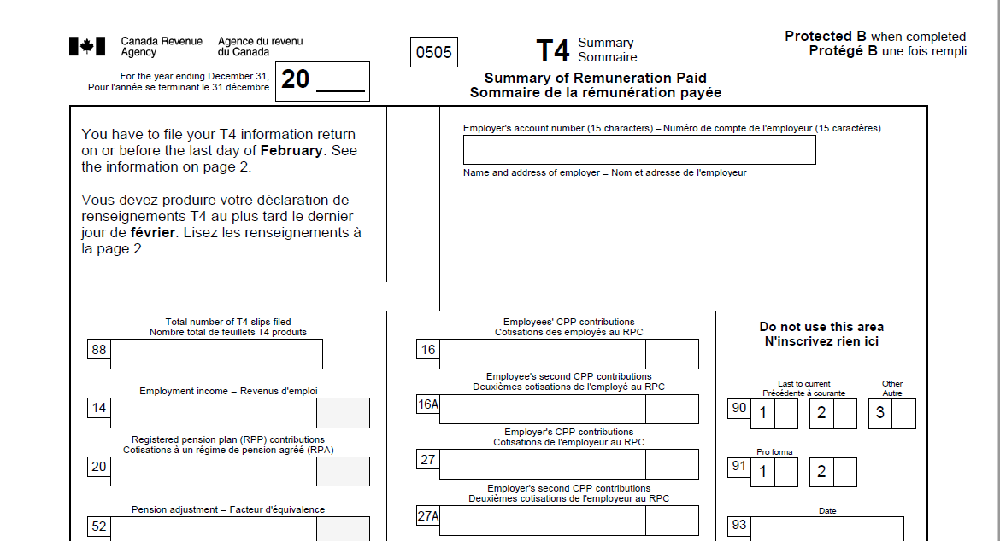 Canada Revenue
Agency
Agence du revenu
du Canada
0505
T4 Summary
Sommaire
Protected B when completed
Protégé B une fois rempli
For the year ending December 31,
Pour l'année se terminant le 31 décembre
20
Summary of Remuneration Paid
Sommaire de la rémunération payée
You have to file your T4 information return
on or before the last day of February. See
the information on page 2.
Vous devez produire votre déclaration de
renseignements T4 au plus tard le dernier
jour de février. Lisez les renseignements à
la page 2.
Employer's account number (15 characters) – Numéro de compte de l'employeur (15 caractères)
Name and address of employer – Nom et adresse de l'employeur
Total number of T4 slips filed
Nombre total de feuillets T4 produits
88
Employment income – Revenus d'emploi
14
Registered pension plan (RPP) contributions
Cotisations à un régime de pension agréé (RPA)
20
Pension adjustment – Facteur d'équivalence
52
Employees' CPP contributions
Cotisations des employés au RPC
16
Employee's second CPP contributions
Deuxièmes cotisations de l'employé au RPC
16A
Employer's CPP contributions
Cotisations de l'employeur au RPC
27
Employer's second CPP contributions
Deuxièmes cotisations de l'employeur au RPC
27A
Do not use this area
N'inscrivez rien ici
Last to current
Précédente à courante
Other
Autre
90 1 2 3
Pro forma
91 1 2
Date
93